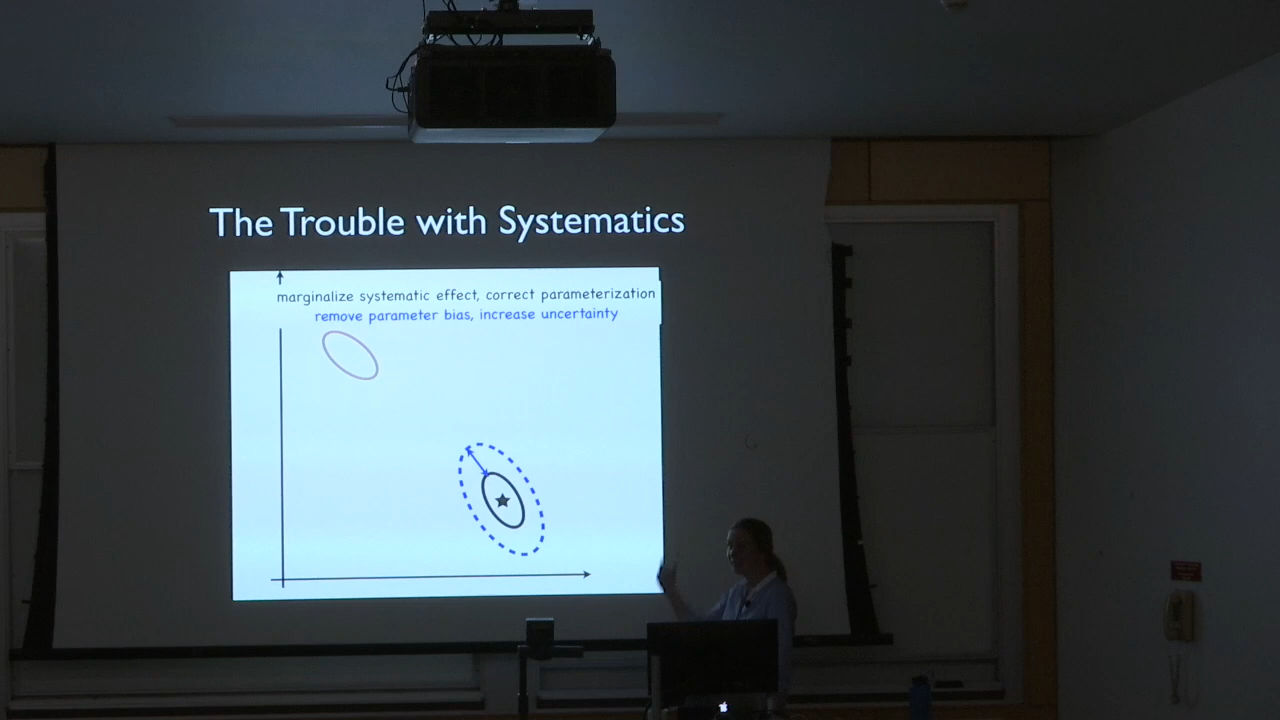 The Trouble with Systematics
marginalize systematic effect, correct parameterization
remove parameter bias, increase uncertainty